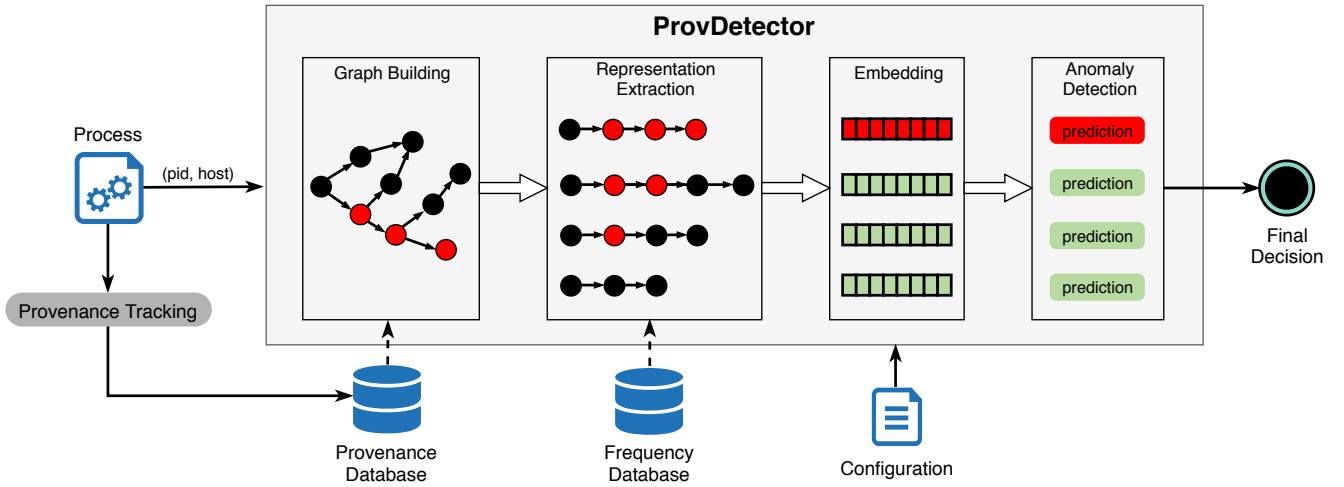 ProvDetector
Graph Building
Representation
Extraction
Embedding
Anomaly
Detection
Process
(pid, host)
prediction
prediction
prediction
prediction
Final
Decision
Provenance Tracking
Provenance
Database
Frequency
Database
Configuration